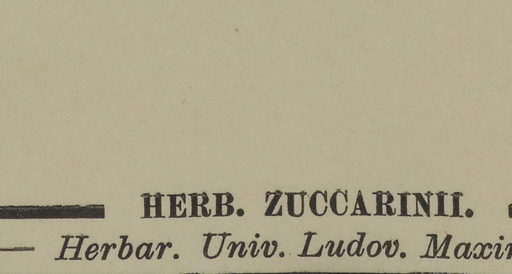 HERB. ZUCCARINII.
Herbar. Univ. Ludov.